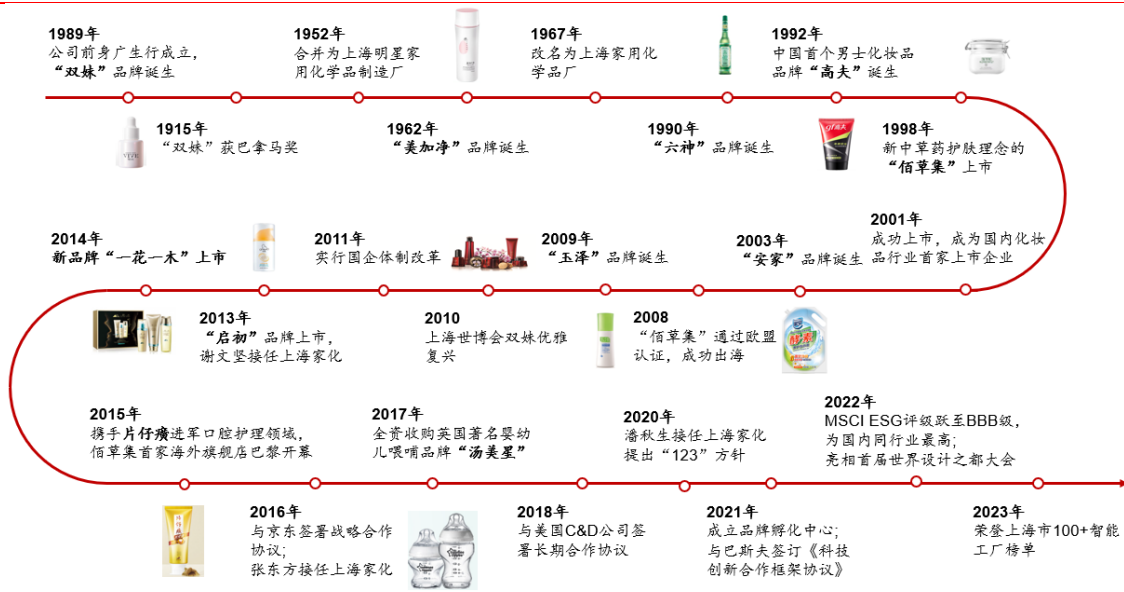 1989年
公司前身广生行成立，
“双妹”品牌诞生
1952年
合并为上海明星家
用化学品制造厂
1967年
改名为上海家用化
学品厂
1992年
中国首个男士化妆品
品牌“高夫”诞生
1915年
“双妹”获巴拿马奖
1962年
“美加净”品牌诞生
1990年
“六神”品牌诞生
1998年
新中草药护肤理念的
“佰草集”上市
2001年
成功上市，成为国内化妆
品行业首家上市企业
2003年
“安家”品牌诞生
2009年
“玉泽”品牌诞生
2011年
实行国企体制改革
2014年
新品牌“一花一木”上市
2008
“佰草集”通过欧盟
认证，成功出海
2010
上海世博会双妹优雅
复兴
2013年
“启初”品牌上市，
谢文坚接任上海家化
2015年
携手片仔癀进军口腔护理领域，
佰草集首家海外旗舰店巴黎开幕
2017年
全资收购英国著名婴幼
儿喂哺品牌“汤美星”
2020年
潘秋生接任上海家化
提出“123”方针
2022年
MSCI ESG评级跃至BBB级，
为国内同行业最高；
亮相首届世界设计之都大会
2016年
与京东签署战略合作
协议；
张东方接任上海家化
2018年
与美国C&D公司签
署长期合作协议
2021年
成立品牌孵化中心；
与巴斯夫签订《科技
创新合作框架协议》
2023年
荣登上海市100+智能
工厂榜单
酵素